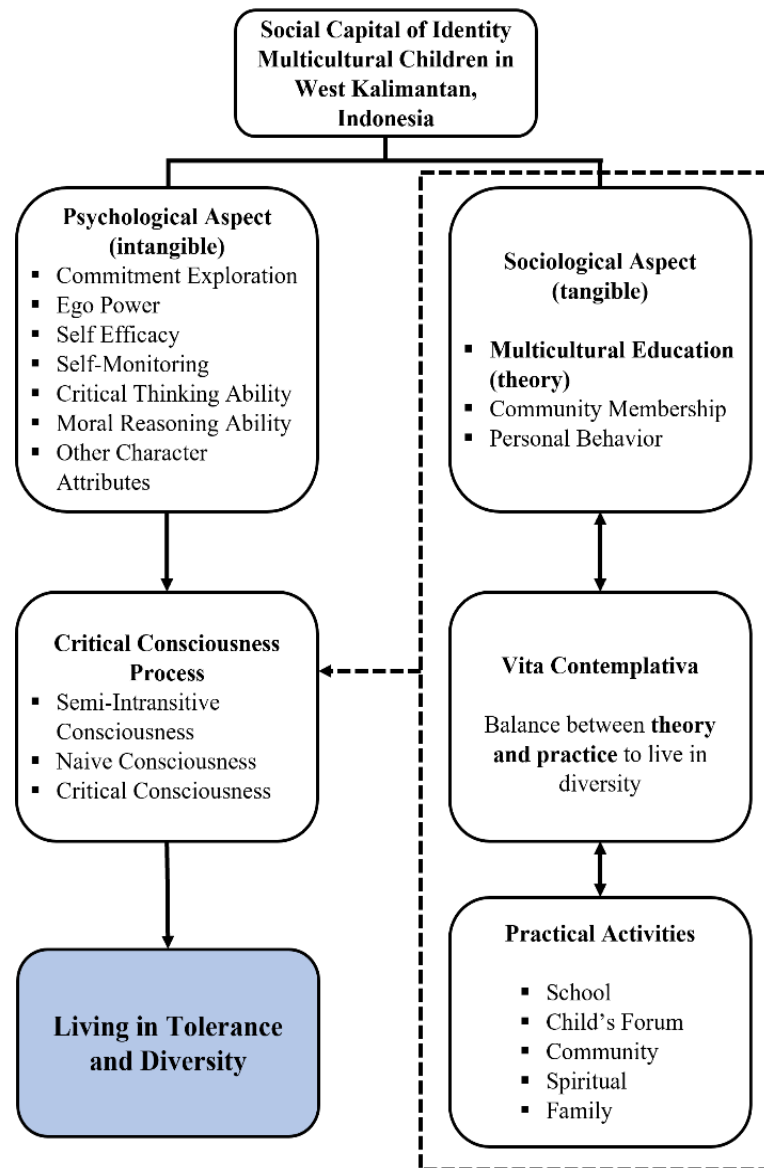 Social Capital of Identity
Multicultural Children in
West Kalimantan,
Indonesia
Psychological Aspect
(intangible)
▪ Commitment Exploration
▪ Ego Power
▪ Self Efficacy
▪ Self-Monitoring
▪ Critical Thinking Ability
▪ Moral Reasoning Ability
▪ Other Character
Attributes
Sociological Aspect
(tangible)
▪ Multicultural Education
(theory)
▪ Community Membership
▪ Personal Behavior
Critical Consciousness
Process
▪ Semi-Intransitive
Consciousness
▪ Naive Consciousness
▪ Critical Consciousness
Vita Contemplativa
Balance between theory
and practice to live in
diversity
Living in Tolerance
and Diversity
Practical Activities
▪ School
▪ Child’s Forum
▪ Community
▪ Spiritual
▪ Family